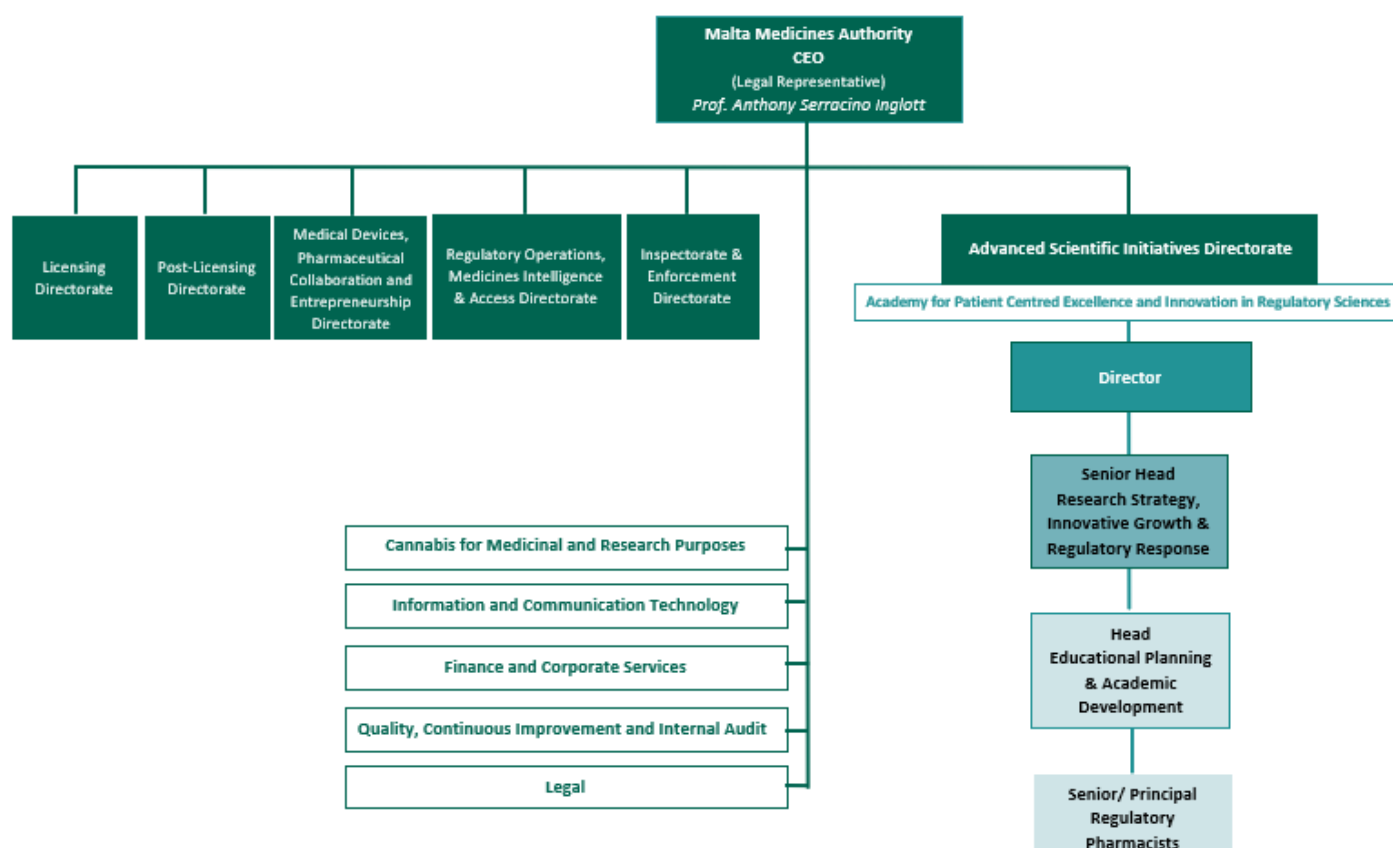 Malta Medicines Authority
CEO
(Legal Representative)
Prof. Anthony Serracino Inglott
Licensing
Directorate
Post-Licensing
Directorate
Medical Devices,
Pharmaceutical
Collaboration and
Entrepreneurship
Directorate
Regulatory Operations,
Medicines Intelligence
& Access Directorate
Inspectorate &
Enforcement
Directorate
Advanced Scientific Initiatives Directorate
Academy for Patient Centred Excellence and Innovation in Regulatory Sciences
Director
Senior Head
Research Strategy,
Innovative Growth &
Regulatory Response
Head
Educational Planning
& Academic
Development
Senior/ Principal
Regulatory
Pharmacists
Cannabis for Medicinal and Research Purposes
Information and Communication Technology
Finance and Corporate Services
Quality, Continuous Improvement and Internal Audit
Legal